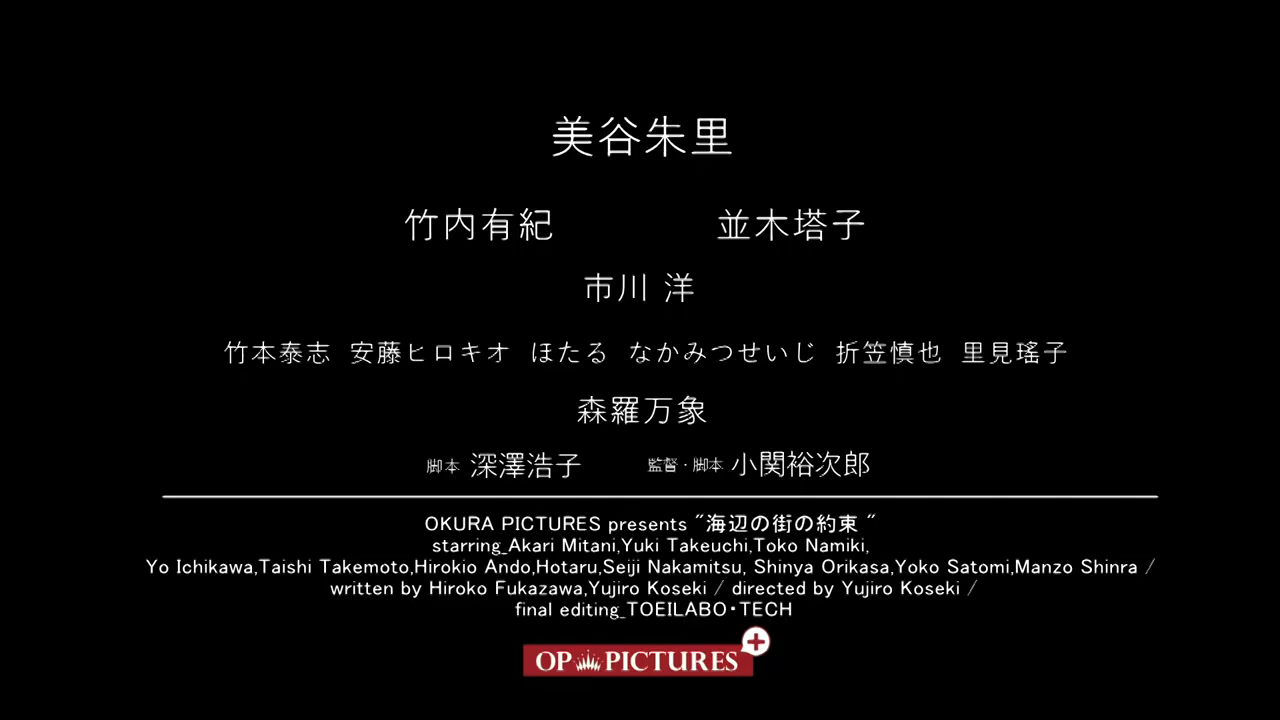 美谷朱里
竹内有紀 並木塔子
市川 洋
竹本泰志 安藤ヒロキオ ほたる なかみつせいじ 折笠慎也 里見瑤子
森羅万象
脚本 深澤浩子 監督・脚本 小関裕次郎
OKURA PICTURES presents "海辺の街の約束 "
starring_Akari Mitani,Yuki Takeuchi,Toko Namiki,
Yo Ichikawa,Taishi Takemoto,Hirokio Ando,Hotaru,Seiji Nakamitsu, Shinya Orikasa,Yoko Satomi,Manzo Shinra /
written by Hiroko Fukazawa,Yujiro Koseki / directed by Yujiro Koseki /
final editing_TOEILABO・TECH
OP PICTURES +